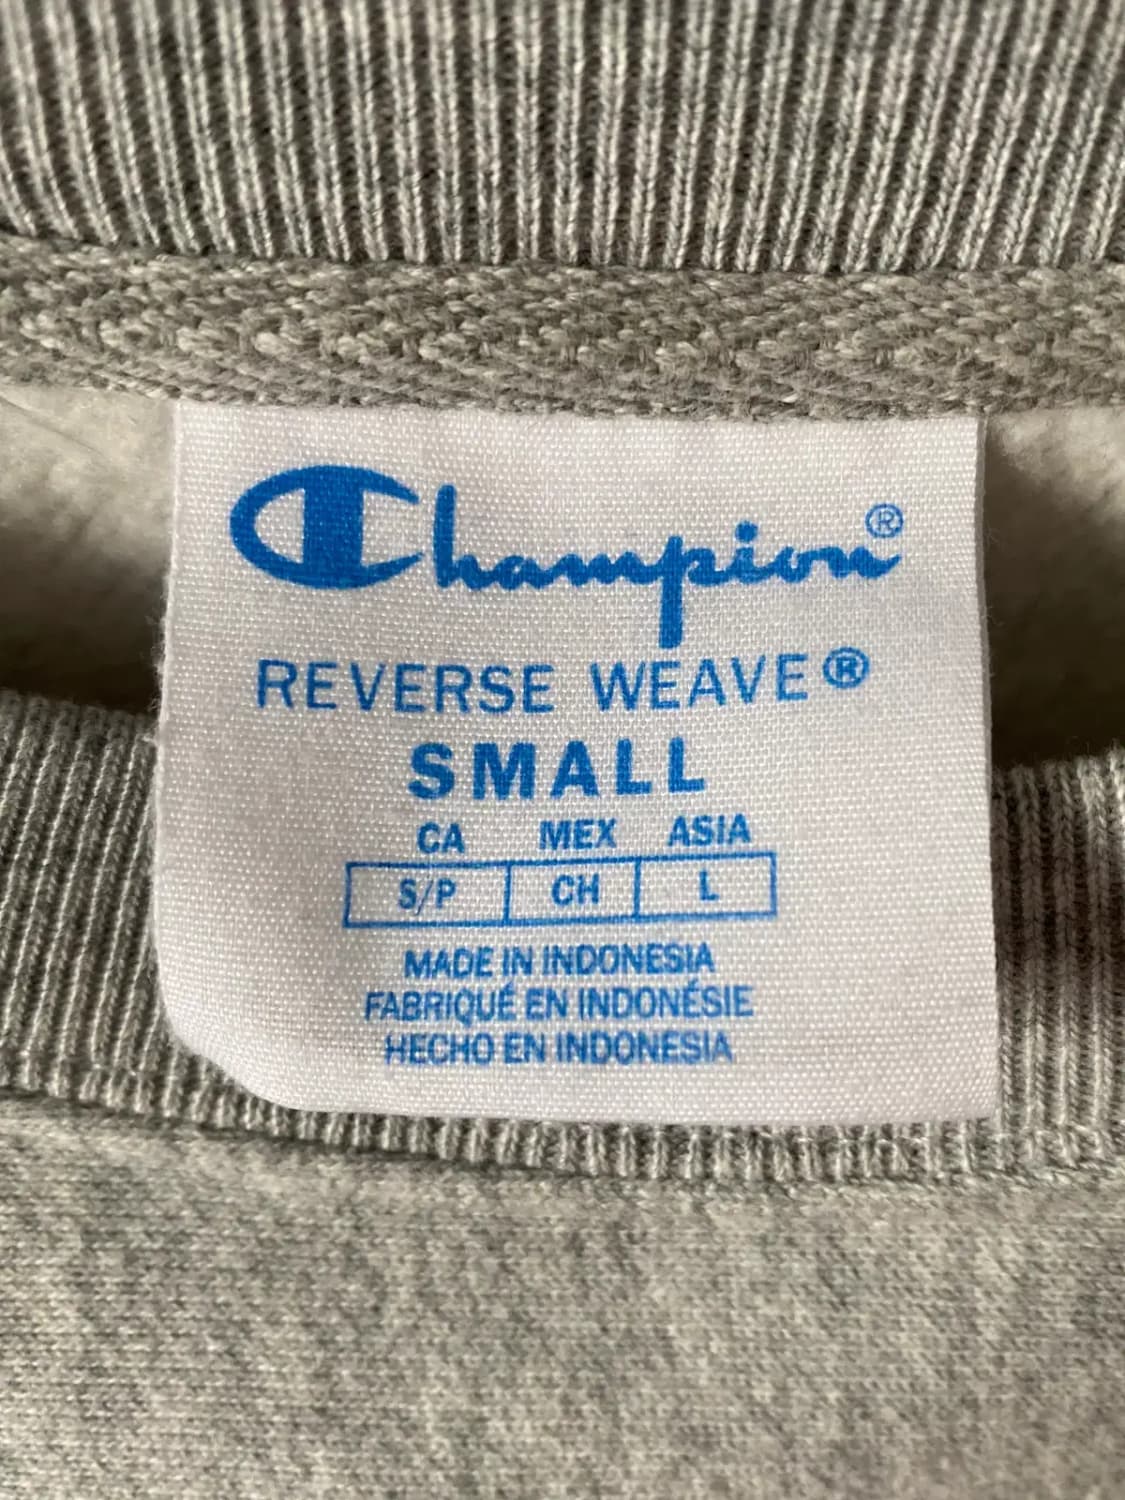 Champion®
REVERSE WEAVE®
SMALL
CA MEX ASIA
S/P CH L
MADE IN INDONESIA
FABRIQUÉ EN INDONÉSIE
HECHO EN INDONESIA